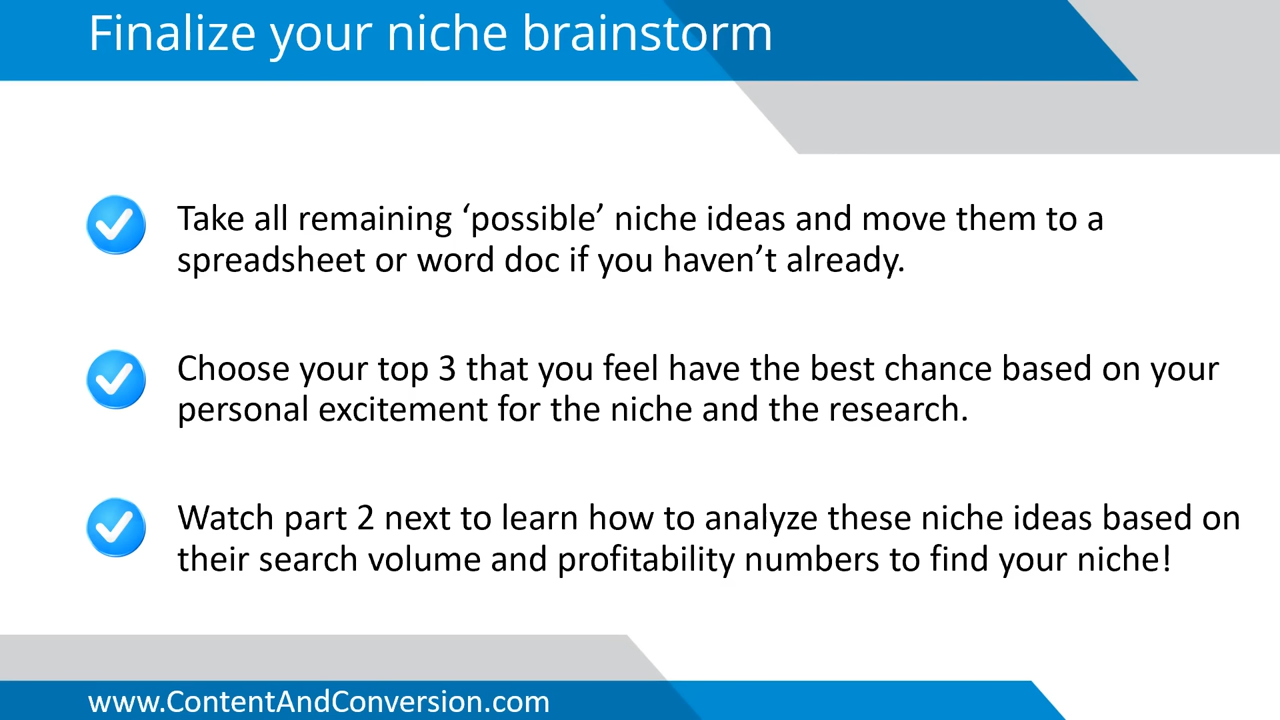 Finalize your niche brainstorm
Take all remaining ‘possible’ niche ideas and move them to a
spreadsheet or word doc if you haven’t already.
Choose your top 3 that you feel have the best chance based on your
personal excitement for the niche and the research.
Watch part 2 next to learn how to analyze these niche ideas based on
their search volume and profitability numbers to find your niche!
www.ContentAndConversion.com